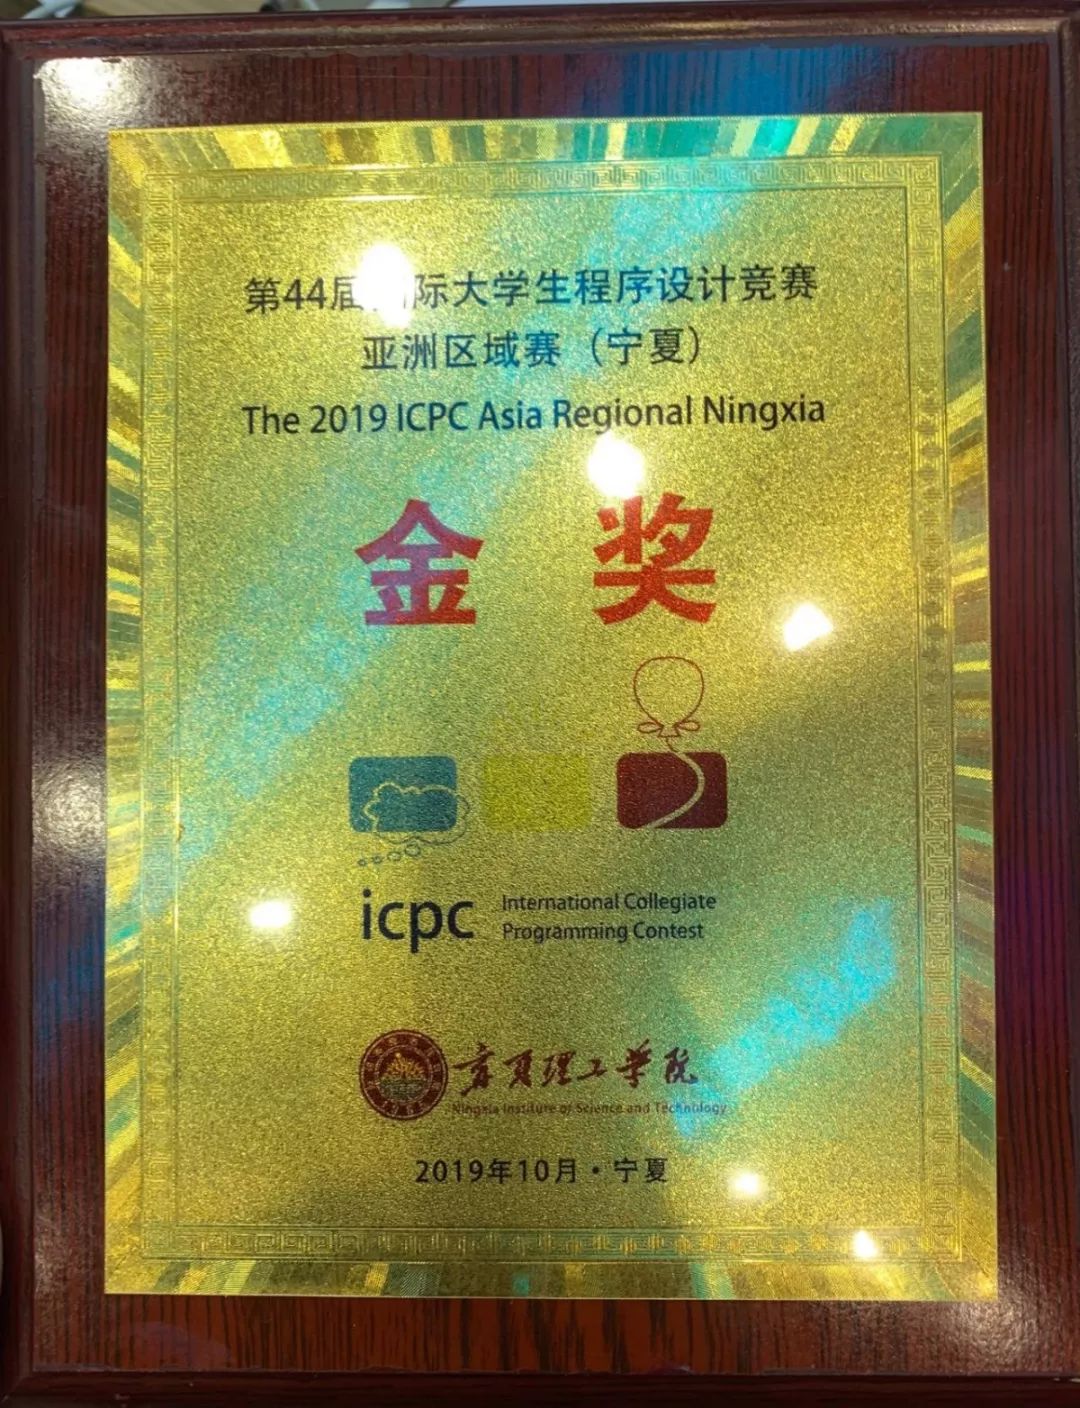 第44届国际大学生程序设计竞赛
亚洲区域赛（宁夏）
The 2019 ICPC Asia Regional Ningxia
金 奖
icpc International Collegiate
Programming Contest
宁夏理工学院
Ningxia Institute of Science and Technology
2019年10月·宁夏